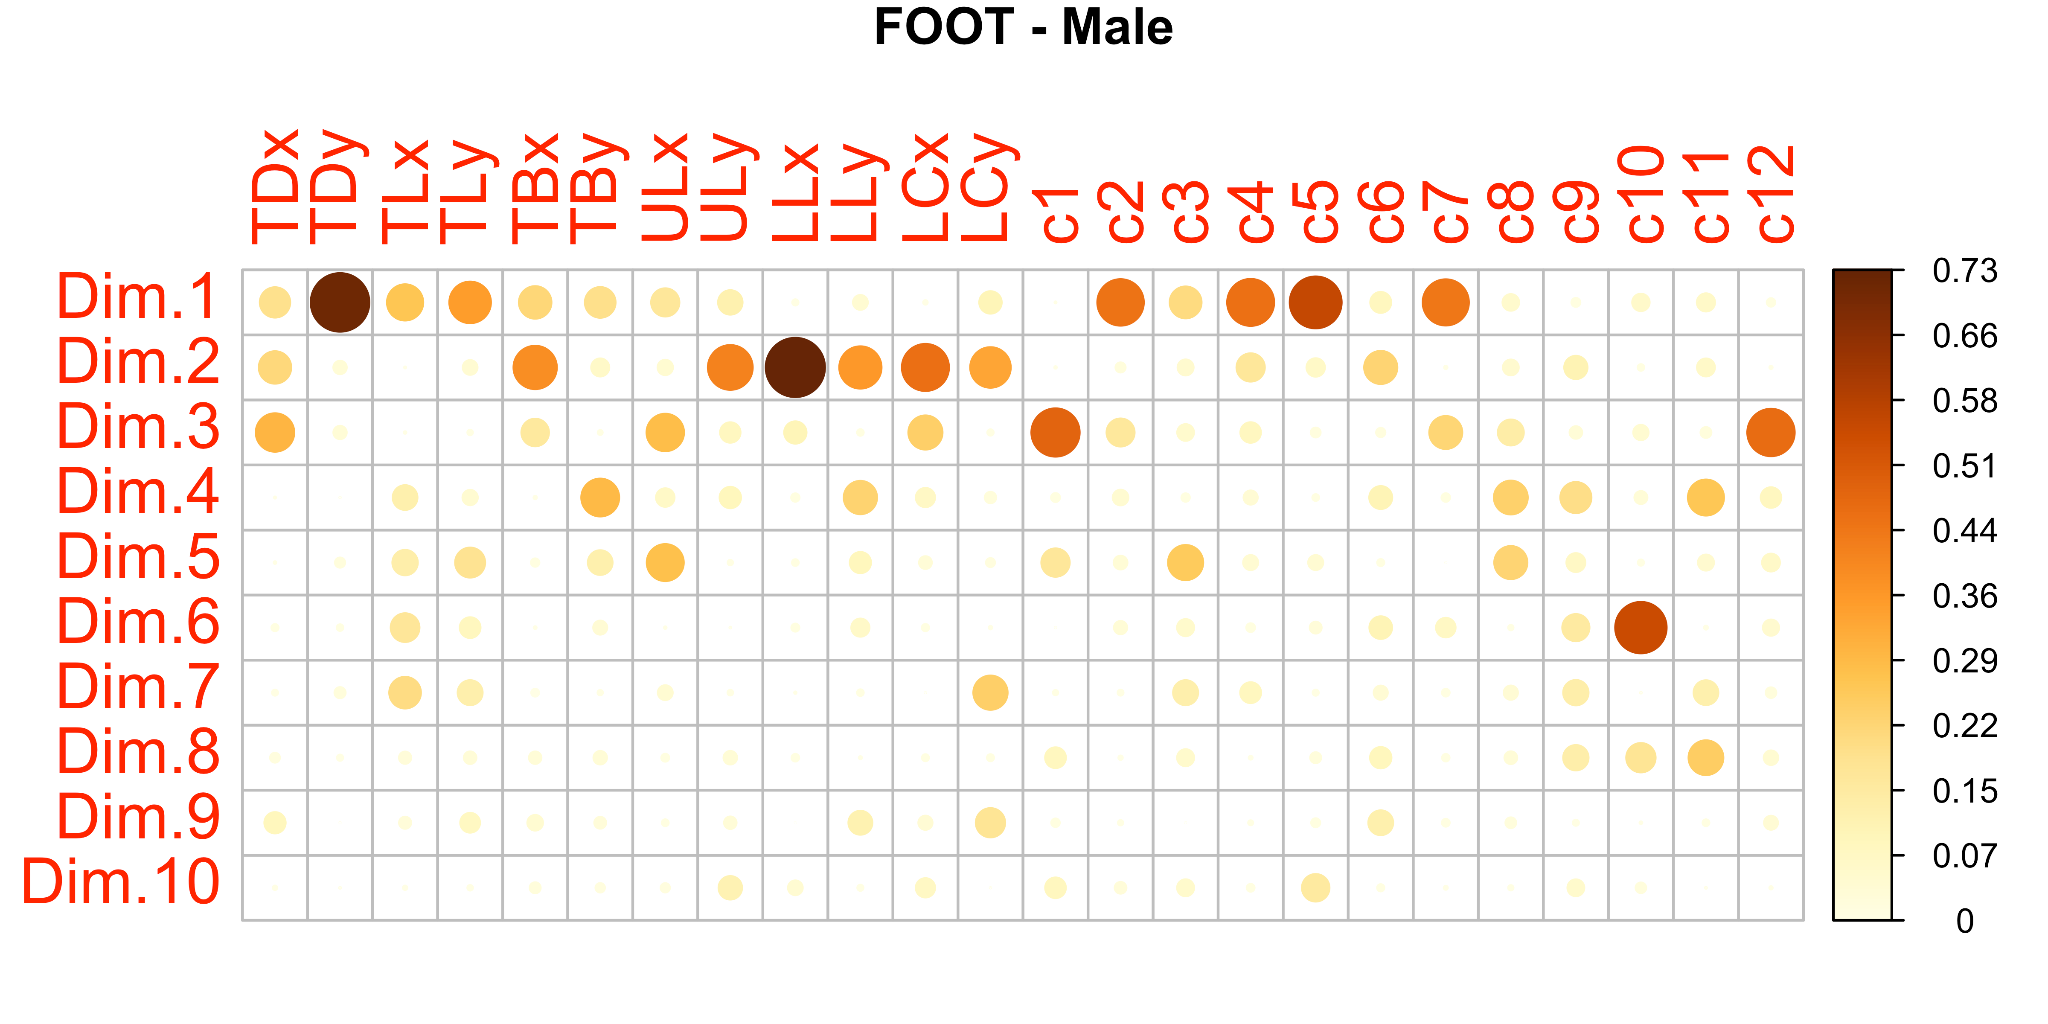 FOOT - Male
TDx TDy TLx TLy TBx TBy ULx ULy LLx LLy LCx LCy c1 c2 c3 c4 c5 c6 c7 c8 c9 c10 c11 c12
Dim.1
Dim.2
Dim.3
Dim.4
Dim.5
Dim.6
Dim.7
Dim.8
Dim.9
Dim.10
0.73
0.66
0.58
0.51
0.44
0.36
0.29
0.22
0.15
0.07
0